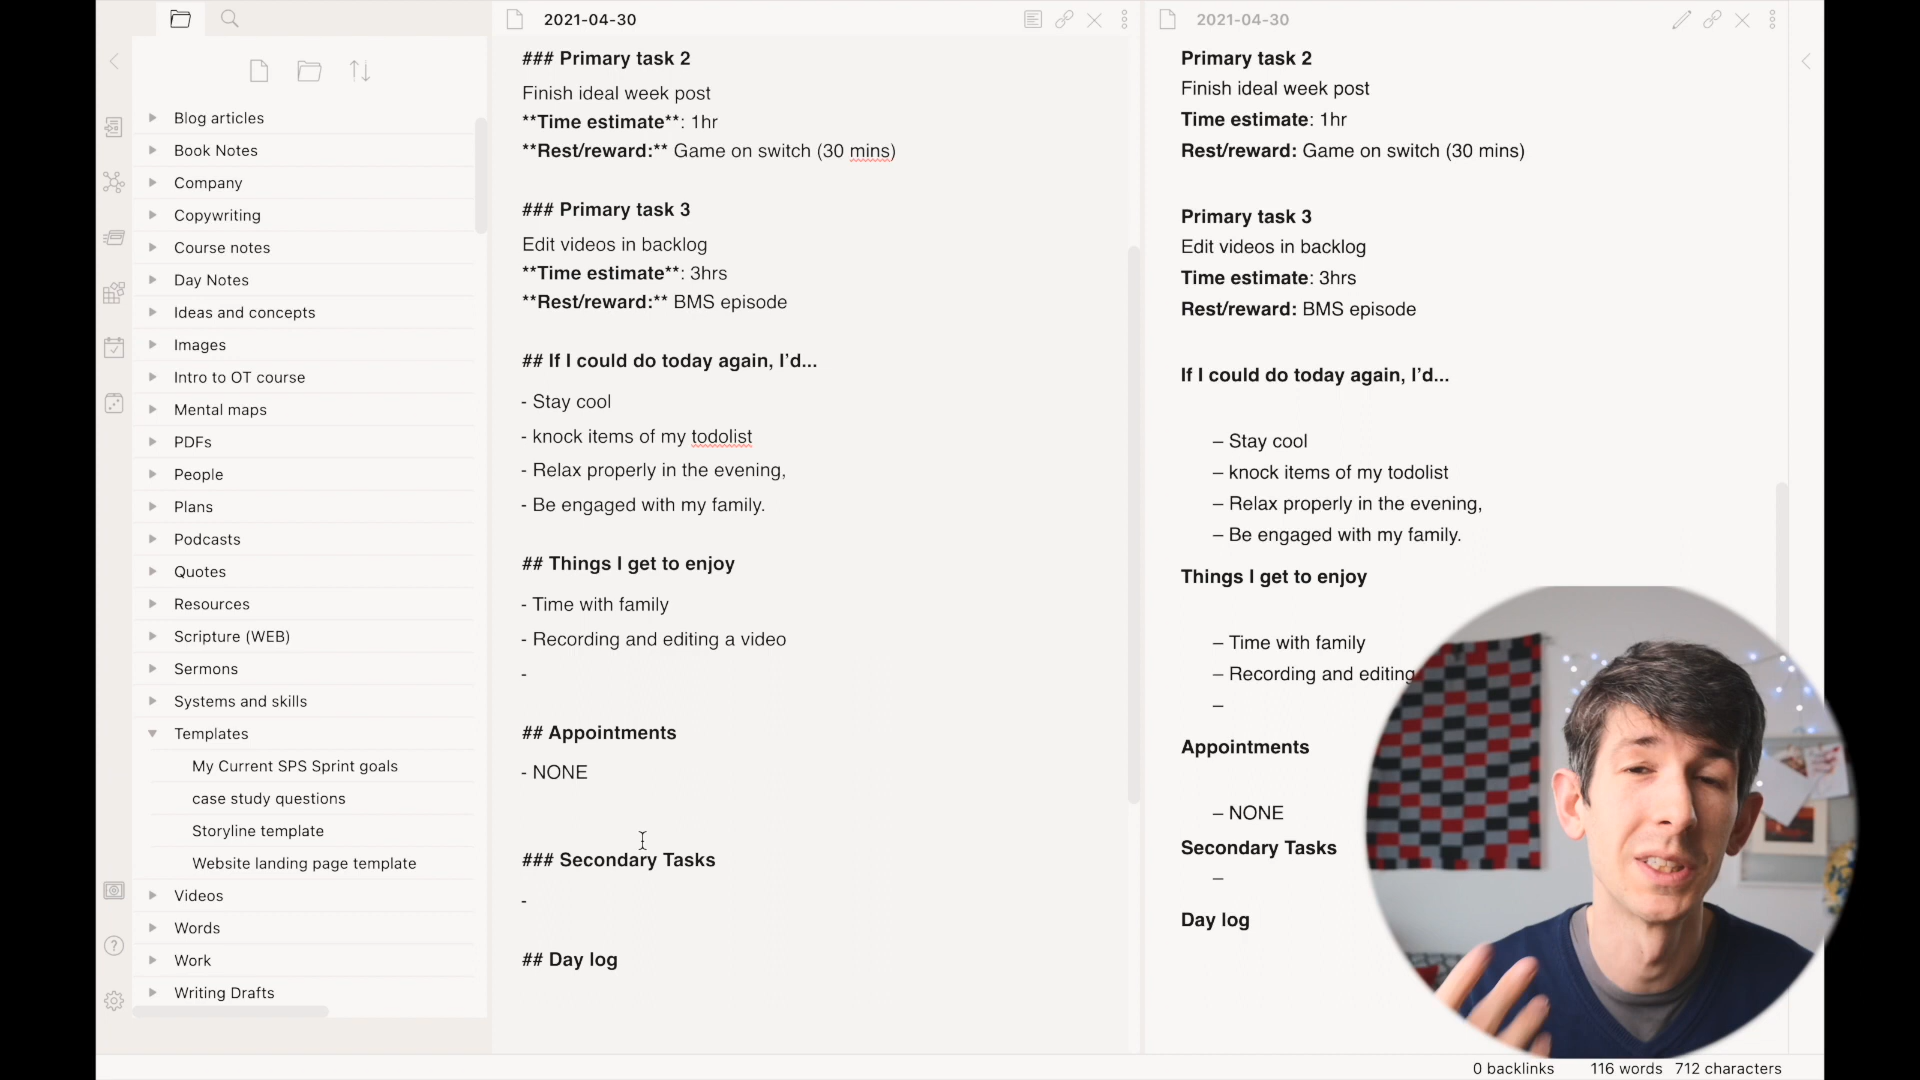 2021-04-30
2021-04-30
Blog articles
Book Notes
Company
Copywriting
Course notes
Day Notes
Ideas and concepts
Images
Intro to OT course
Mental maps
PDFs
People
Plans
Podcasts
Quotes
Resources
Scripture (WEB)
Sermons
Systems and skills
Templates
My Current SPS Sprint goals
case study questions
Storyline template
Website landing page template
Videos
Words
Work
Writing Drafts
### Primary task 2
Finish ideal week post
**Time estimate**: 1hr
**Rest/reward:** Game on switch (30 mins)
### Primary task 3
Edit videos in backlog
**Time estimate**: 3hrs
**Rest/reward:** BMS episode
## If I could do today again, I’d...
- Stay cool
- knock items of my todolist
- Relax properly in the evening,
- Be engaged with my family.
## Things I get to enjoy
- Time with family
- Recording and editing a video
-
## Appointments
- NONE
### Secondary Tasks
-
## Day log
Primary task 2
Finish ideal week post
Time estimate: 1hr
Rest/reward: Game on switch (30 mins)
Primary task 3
Edit videos in backlog
Time estimate: 3hrs
Rest/reward: BMS episode
If I could do today again, I’d...
– Stay cool
– knock items of my todolist
– Relax properly in the evening,
– Be engaged with my family.
Things I get to enjoy
– Time with family
– Recording and editing
–
Appointments
– NONE
Secondary Tasks
–
Day log
0 backlinks 116 words 712 characters